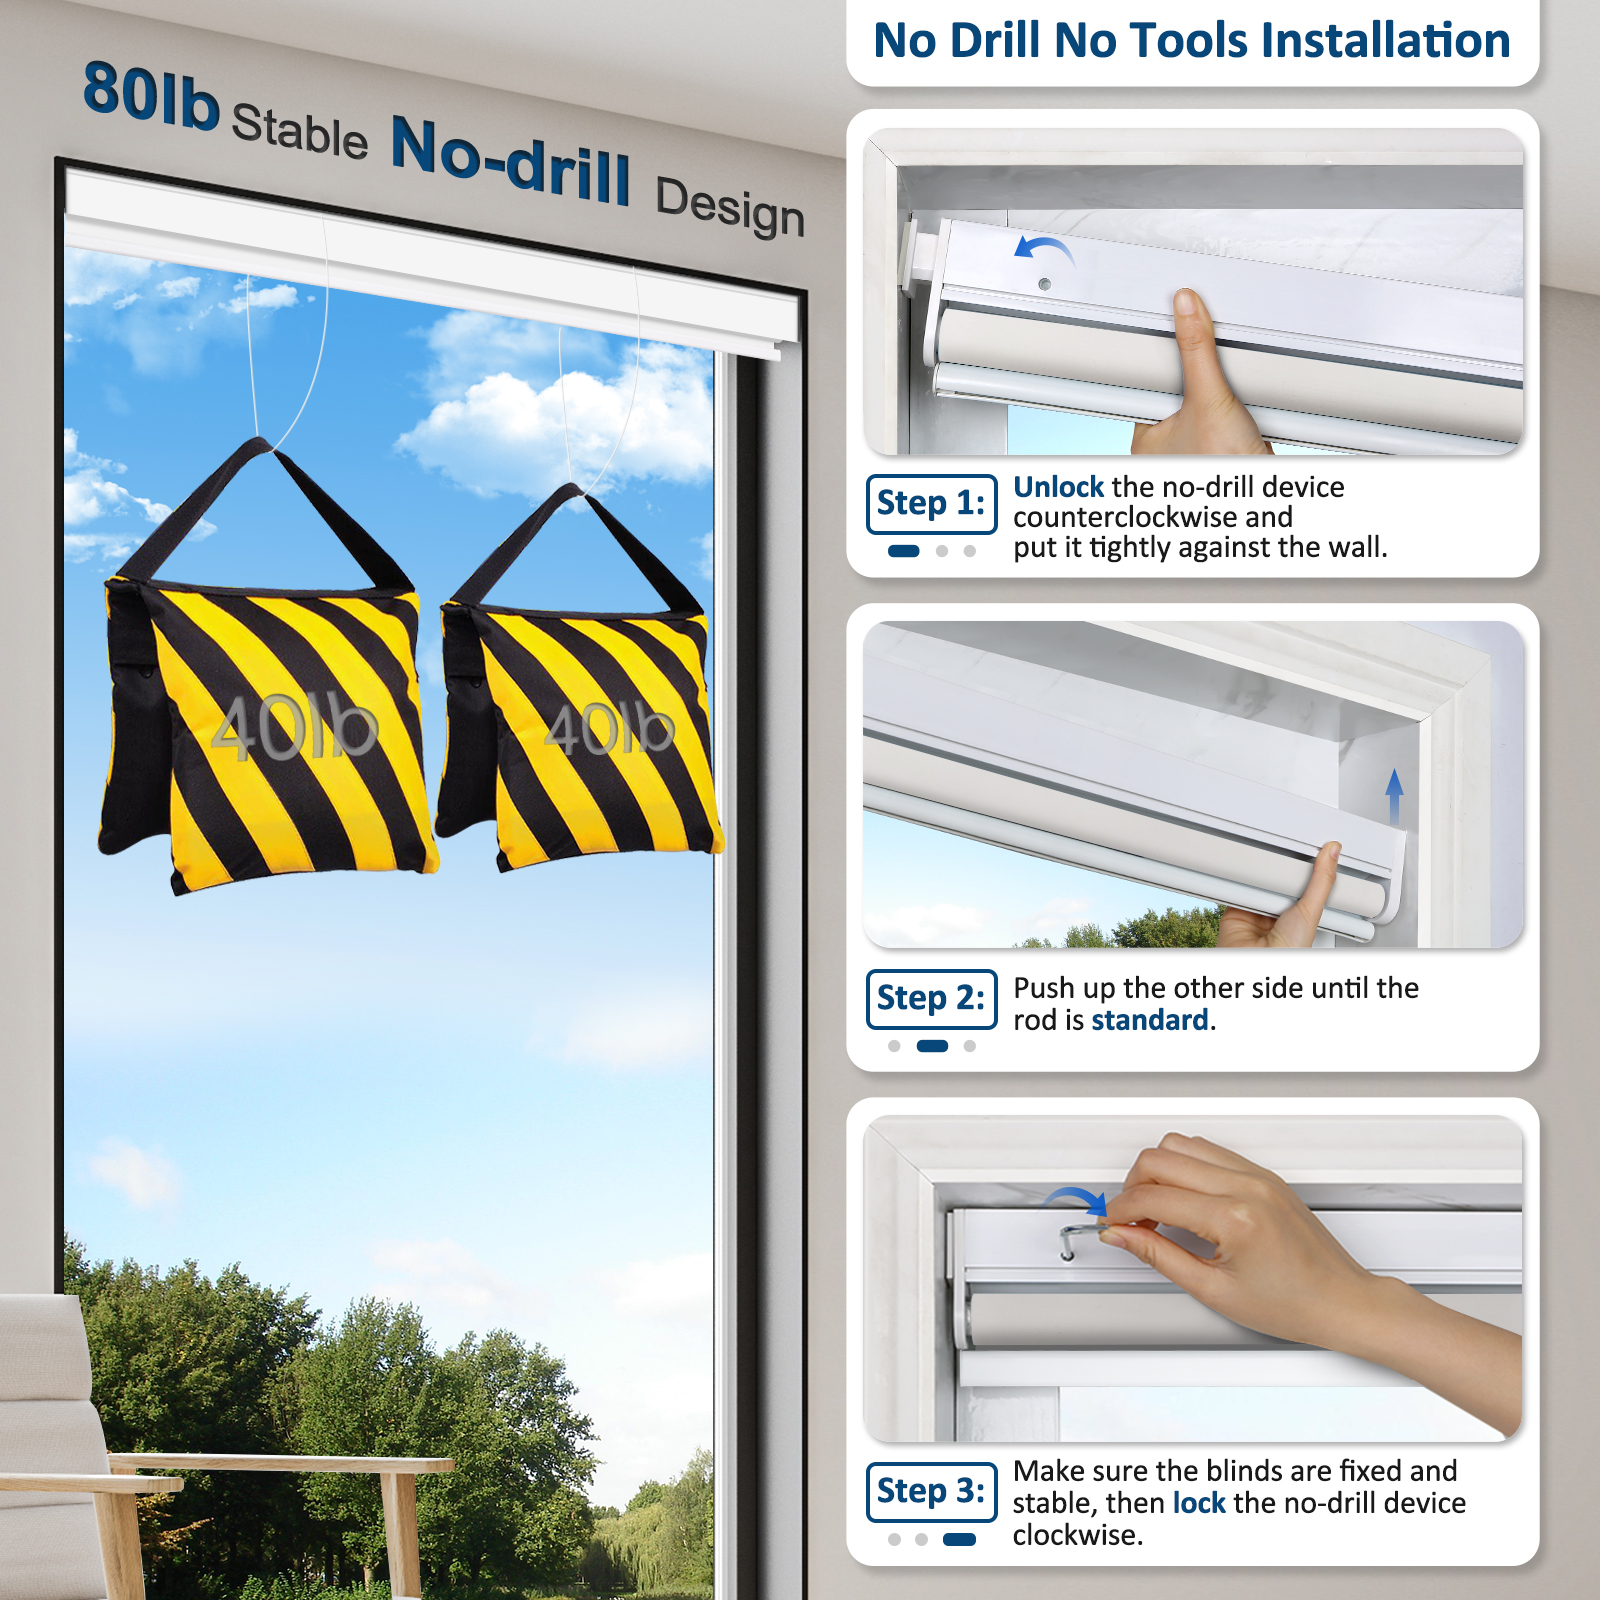 80lb Stable No-drill Design
40lb
40lb
No Drill No Tools Installation
Step 1:
Unlock the no-drill device
counterclockwise and
put it tightly against the wall.
Step 2:
Push up the other side until the
rod is standard.
Step 3:
Make sure the blinds are fixed and
stable, then lock the no-drill device
clockwise.